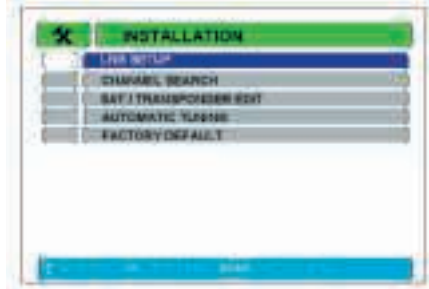 INSTALLATION
LNB SETUP
CHANNEL SEARCH
SAT / TRANSPONDER EDIT
AUTOMATIC TUNING
FACTORY DEFAULT